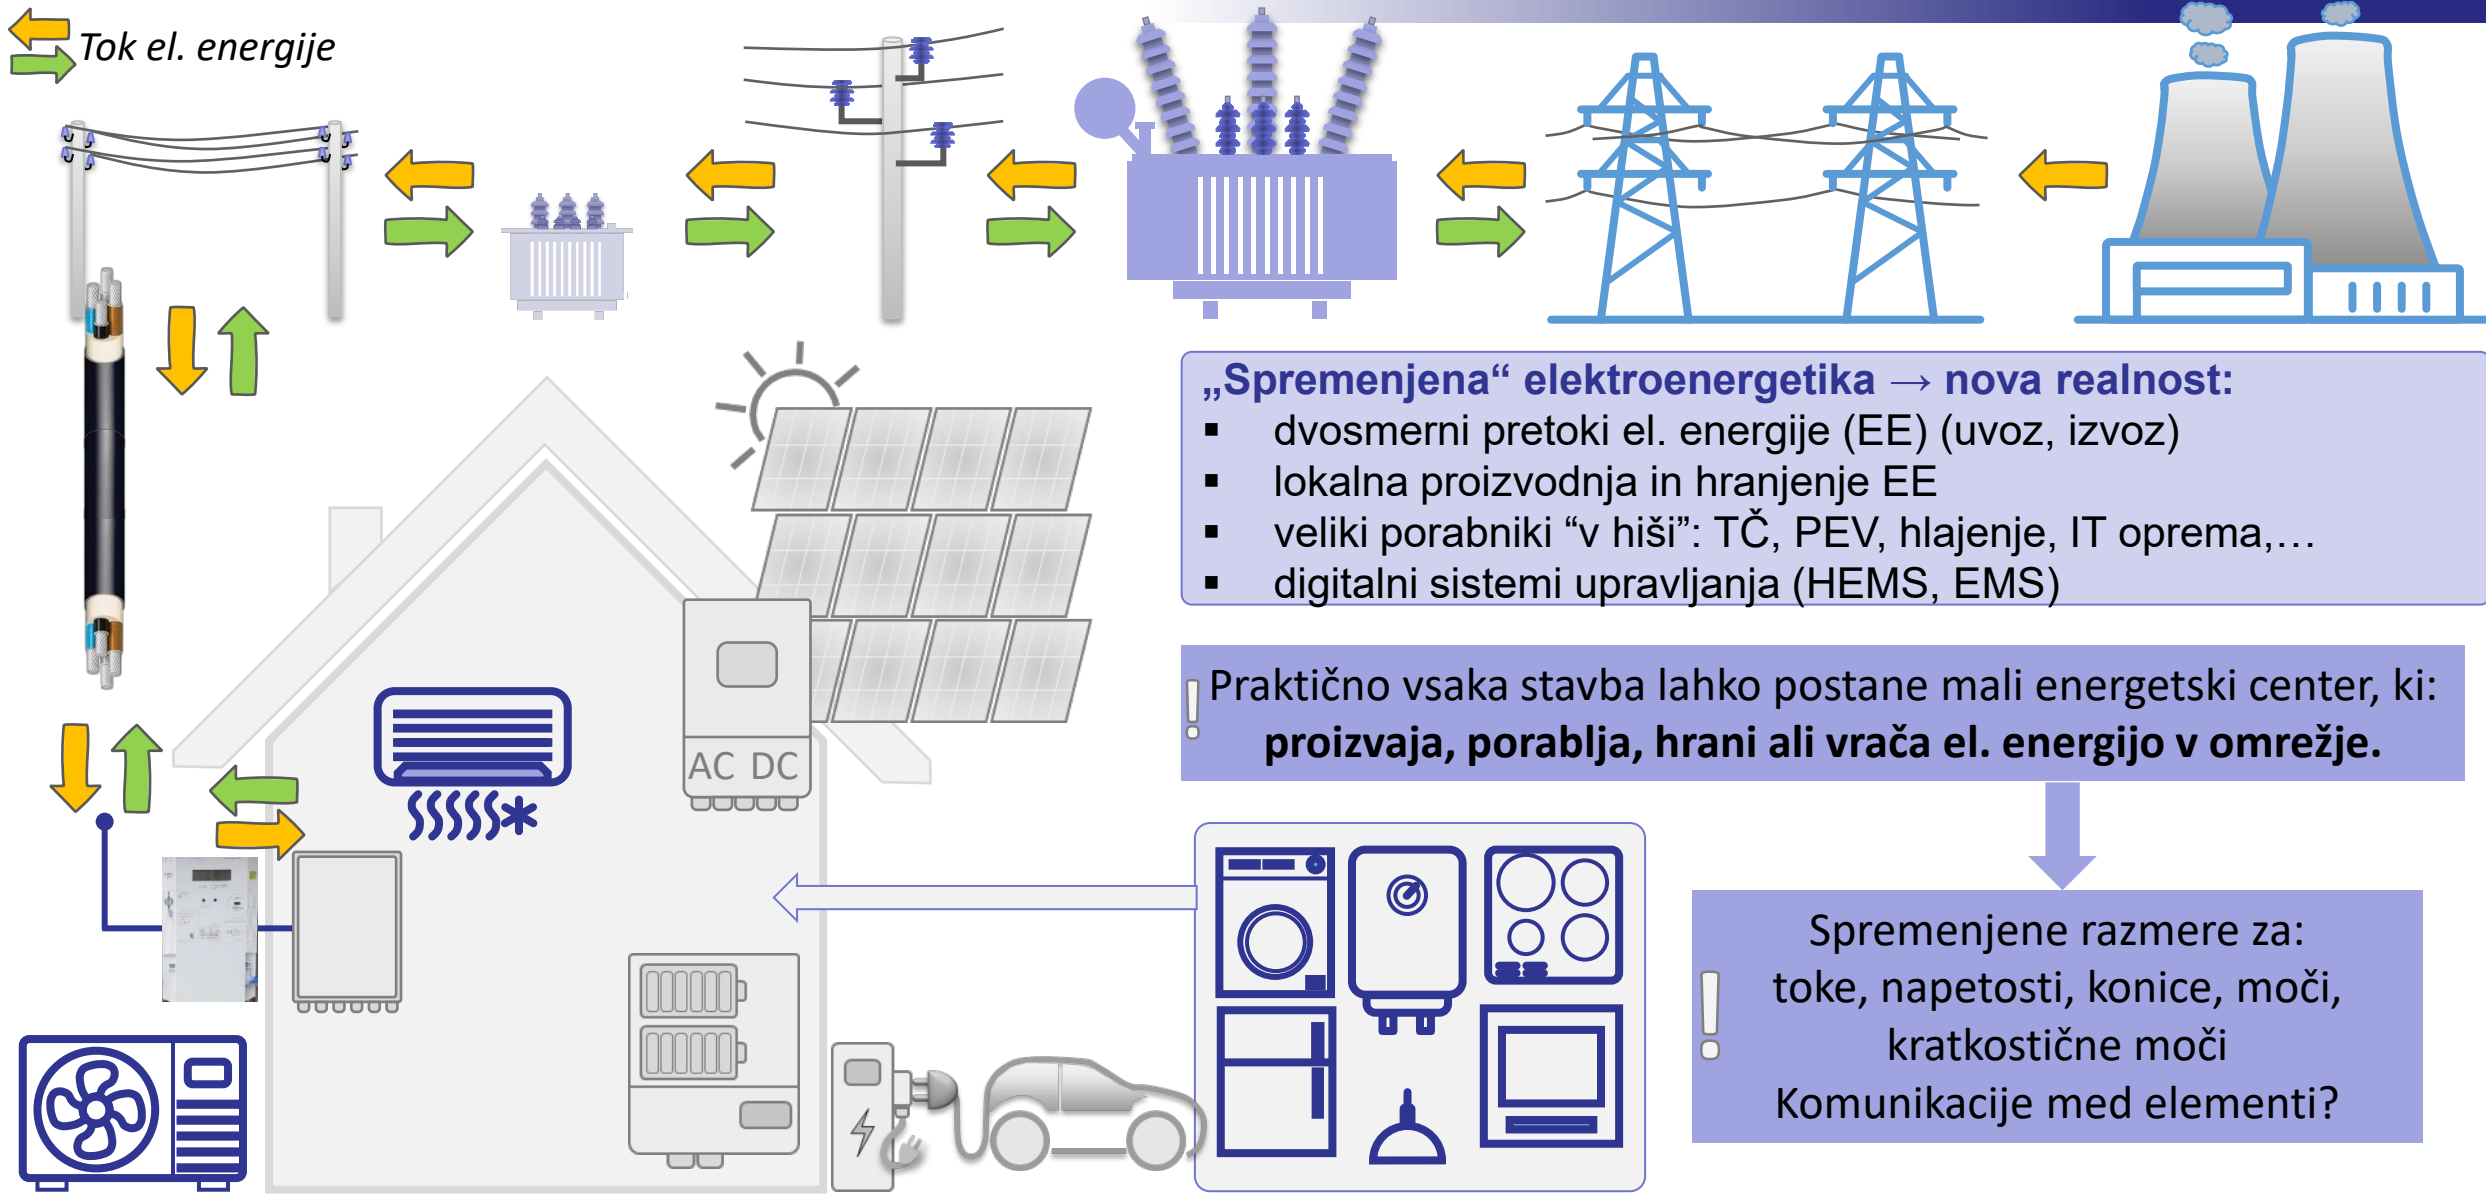 Tok el. energije
„Spremenjena“ elektroenergetika → nova realnost:
▪ dvosmerni pretoki el. energije (EE) (uvoz, izvoz)
▪ lokalna proizvodnja in hranjenje EE
▪ veliki porabniki “v hiši”: TČ, PEV, hlajenje, IT oprema,…
▪ digitalni sistemi upravljanja (HEMS, EMS)
! Praktično vsaka stavba lahko postane mali energetski center, ki:
proizvaja, porablja, hrani ali vrača el. energijo v omrežje.
AC DC
! Spremenjene razmere za:
toke, napetosti, konice, moči,
kratkostične moči
Komunikacije med elementi?